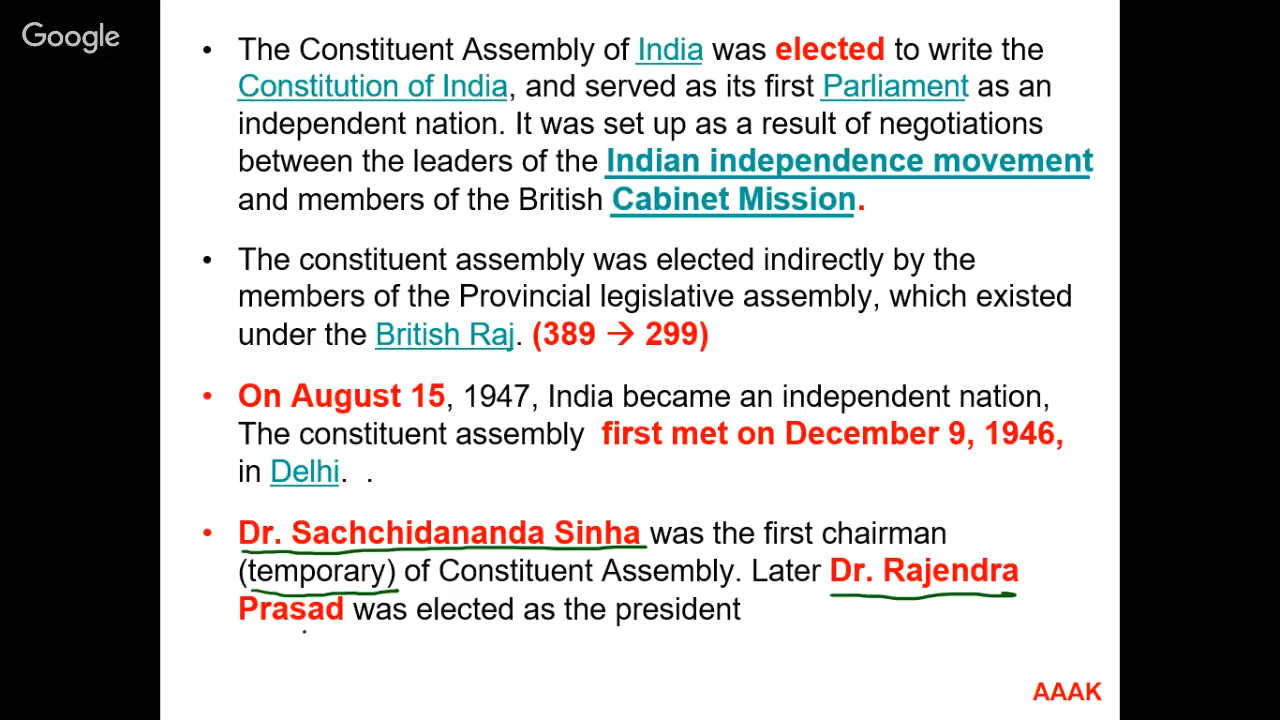 Google
• The Constituent Assembly of India was elected to write the
Constitution of India, and served as its first Parliament as an
independent nation. It was set up as a result of negotiations
between the leaders of the Indian independence movement
and members of the British Cabinet Mission.
• The constituent assembly was elected indirectly by the
members of the Provincial legislative assembly, which existed
under the British Raj. (389 → 299)
• On August 15, 1947, India became an independent nation,
The constituent assembly first met on December 9, 1946,
in Delhi. .
• Dr. Sachchidananda Sinha was the first chairman
(temporary) of Constituent Assembly. Later Dr. Rajendra
Prasad was elected as the president
AAAK